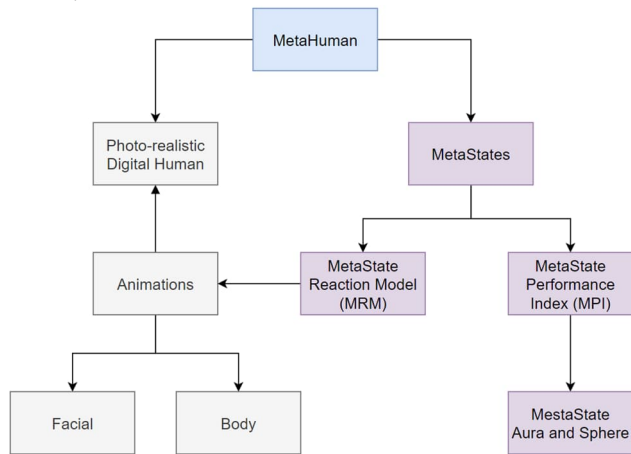 MetaHuman
Photo-realistic
Digital Human
MetaStates
Animations
MetaState
Reaction Model
(MRM)
MetaState
Performance
Index (MPI)
Facial
Body
MestaState
Aura and Sphere